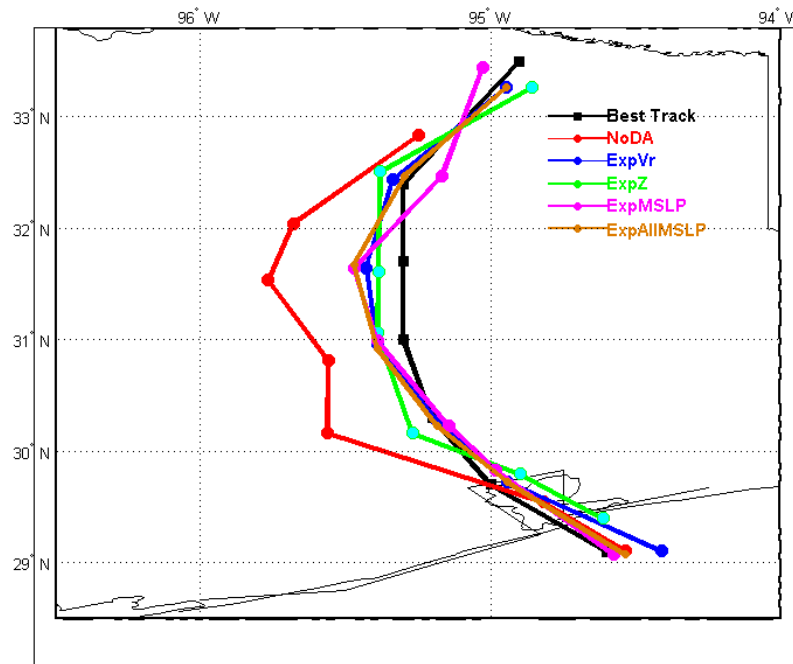 96° W 95° W 94° W
33° N
Best Track
NoDA
ExpVr
ExpZ
ExpMSLP
ExpAllMSLP
32° N
31° N
30° N
29° N